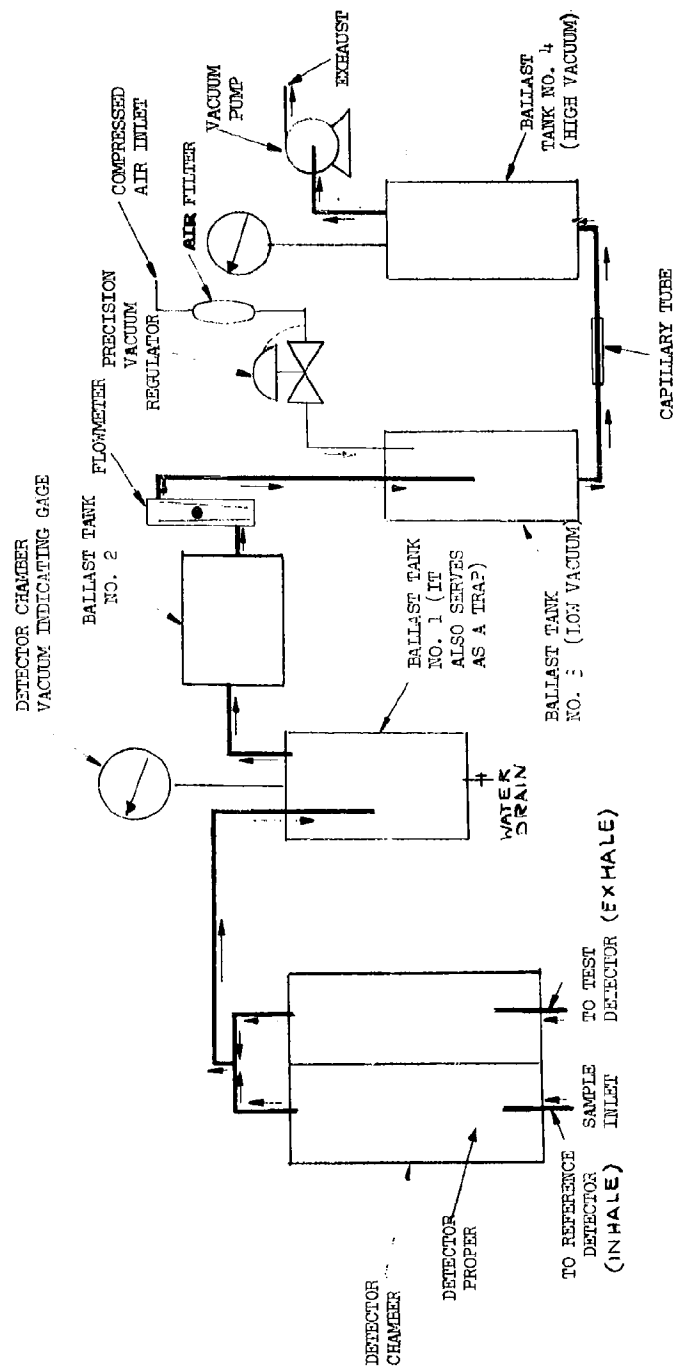 DETECTOR CHAMBER
VACUUM INDICATING GAGE
BALLAST TANK
NO. 2
FLOWMETER
PRECISION
VACUUM
REGULATOR
COMPRESSED
AIR INLET
AIR FILTER
VACUUM
PUMP
EXHAUST
DETECTOR
CHAMBER
DETECTOR
PROPER
TO REFERENCE
DETECTOR
(INHALE)
SAMPLE
INLET
TO TEST
DETECTOR (EXHALE)
WATER
DRAIN
BALLAST TANK
NO. 1 (IT
ALSO SERVES
AS A TRAP)
BALLAST TANK
NO. 3 (LOW VACUUM)
CAPILLARY TUBE
BALLAST
TANK NO. 4
(HIGH VACUUM)